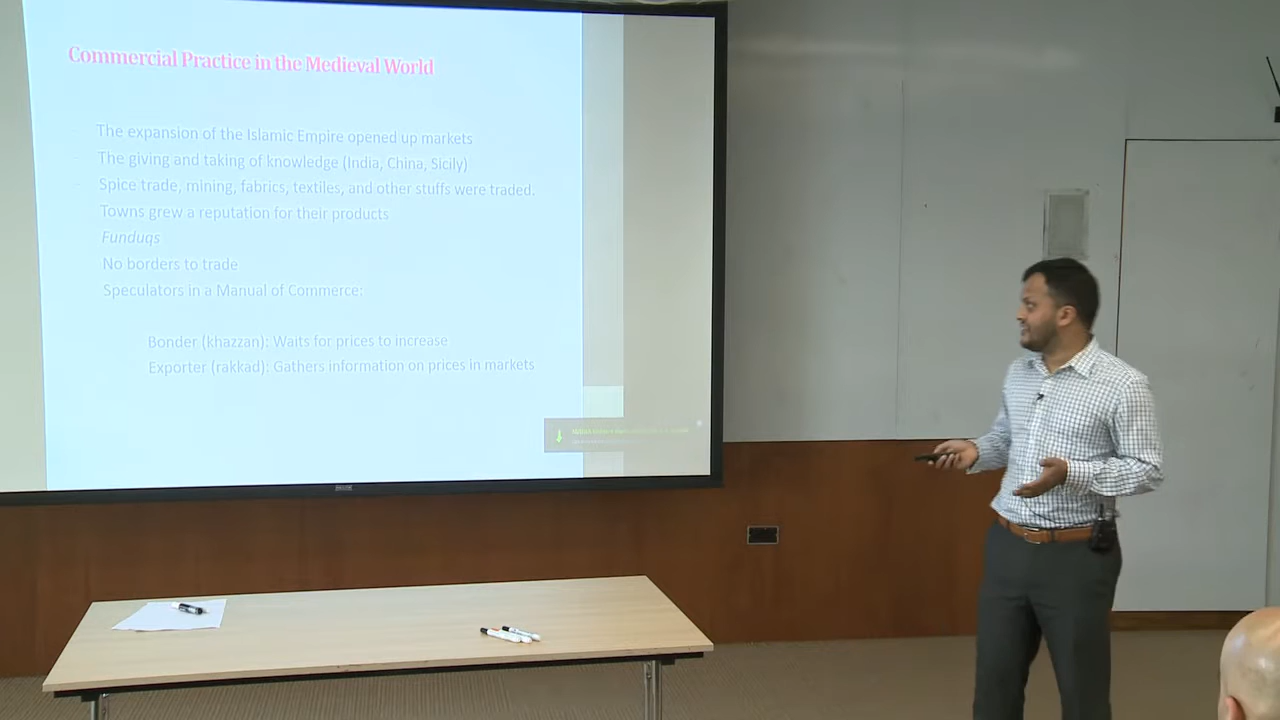 Commercial Practice in the Medieval World
- The expansion of the Islamic Empire opened up markets
- The giving and taking of knowledge (India, China, Sicily)
- Spice trade, mining, fabrics, textiles, and other stuffs were traded.
Towns grew a reputation for their products
Funduqs
No borders to trade
Speculators in a Manual of Commerce:
Bonder (khazzan): Waits for prices to increase
Exporter (rakkad): Gathers information on prices in markets